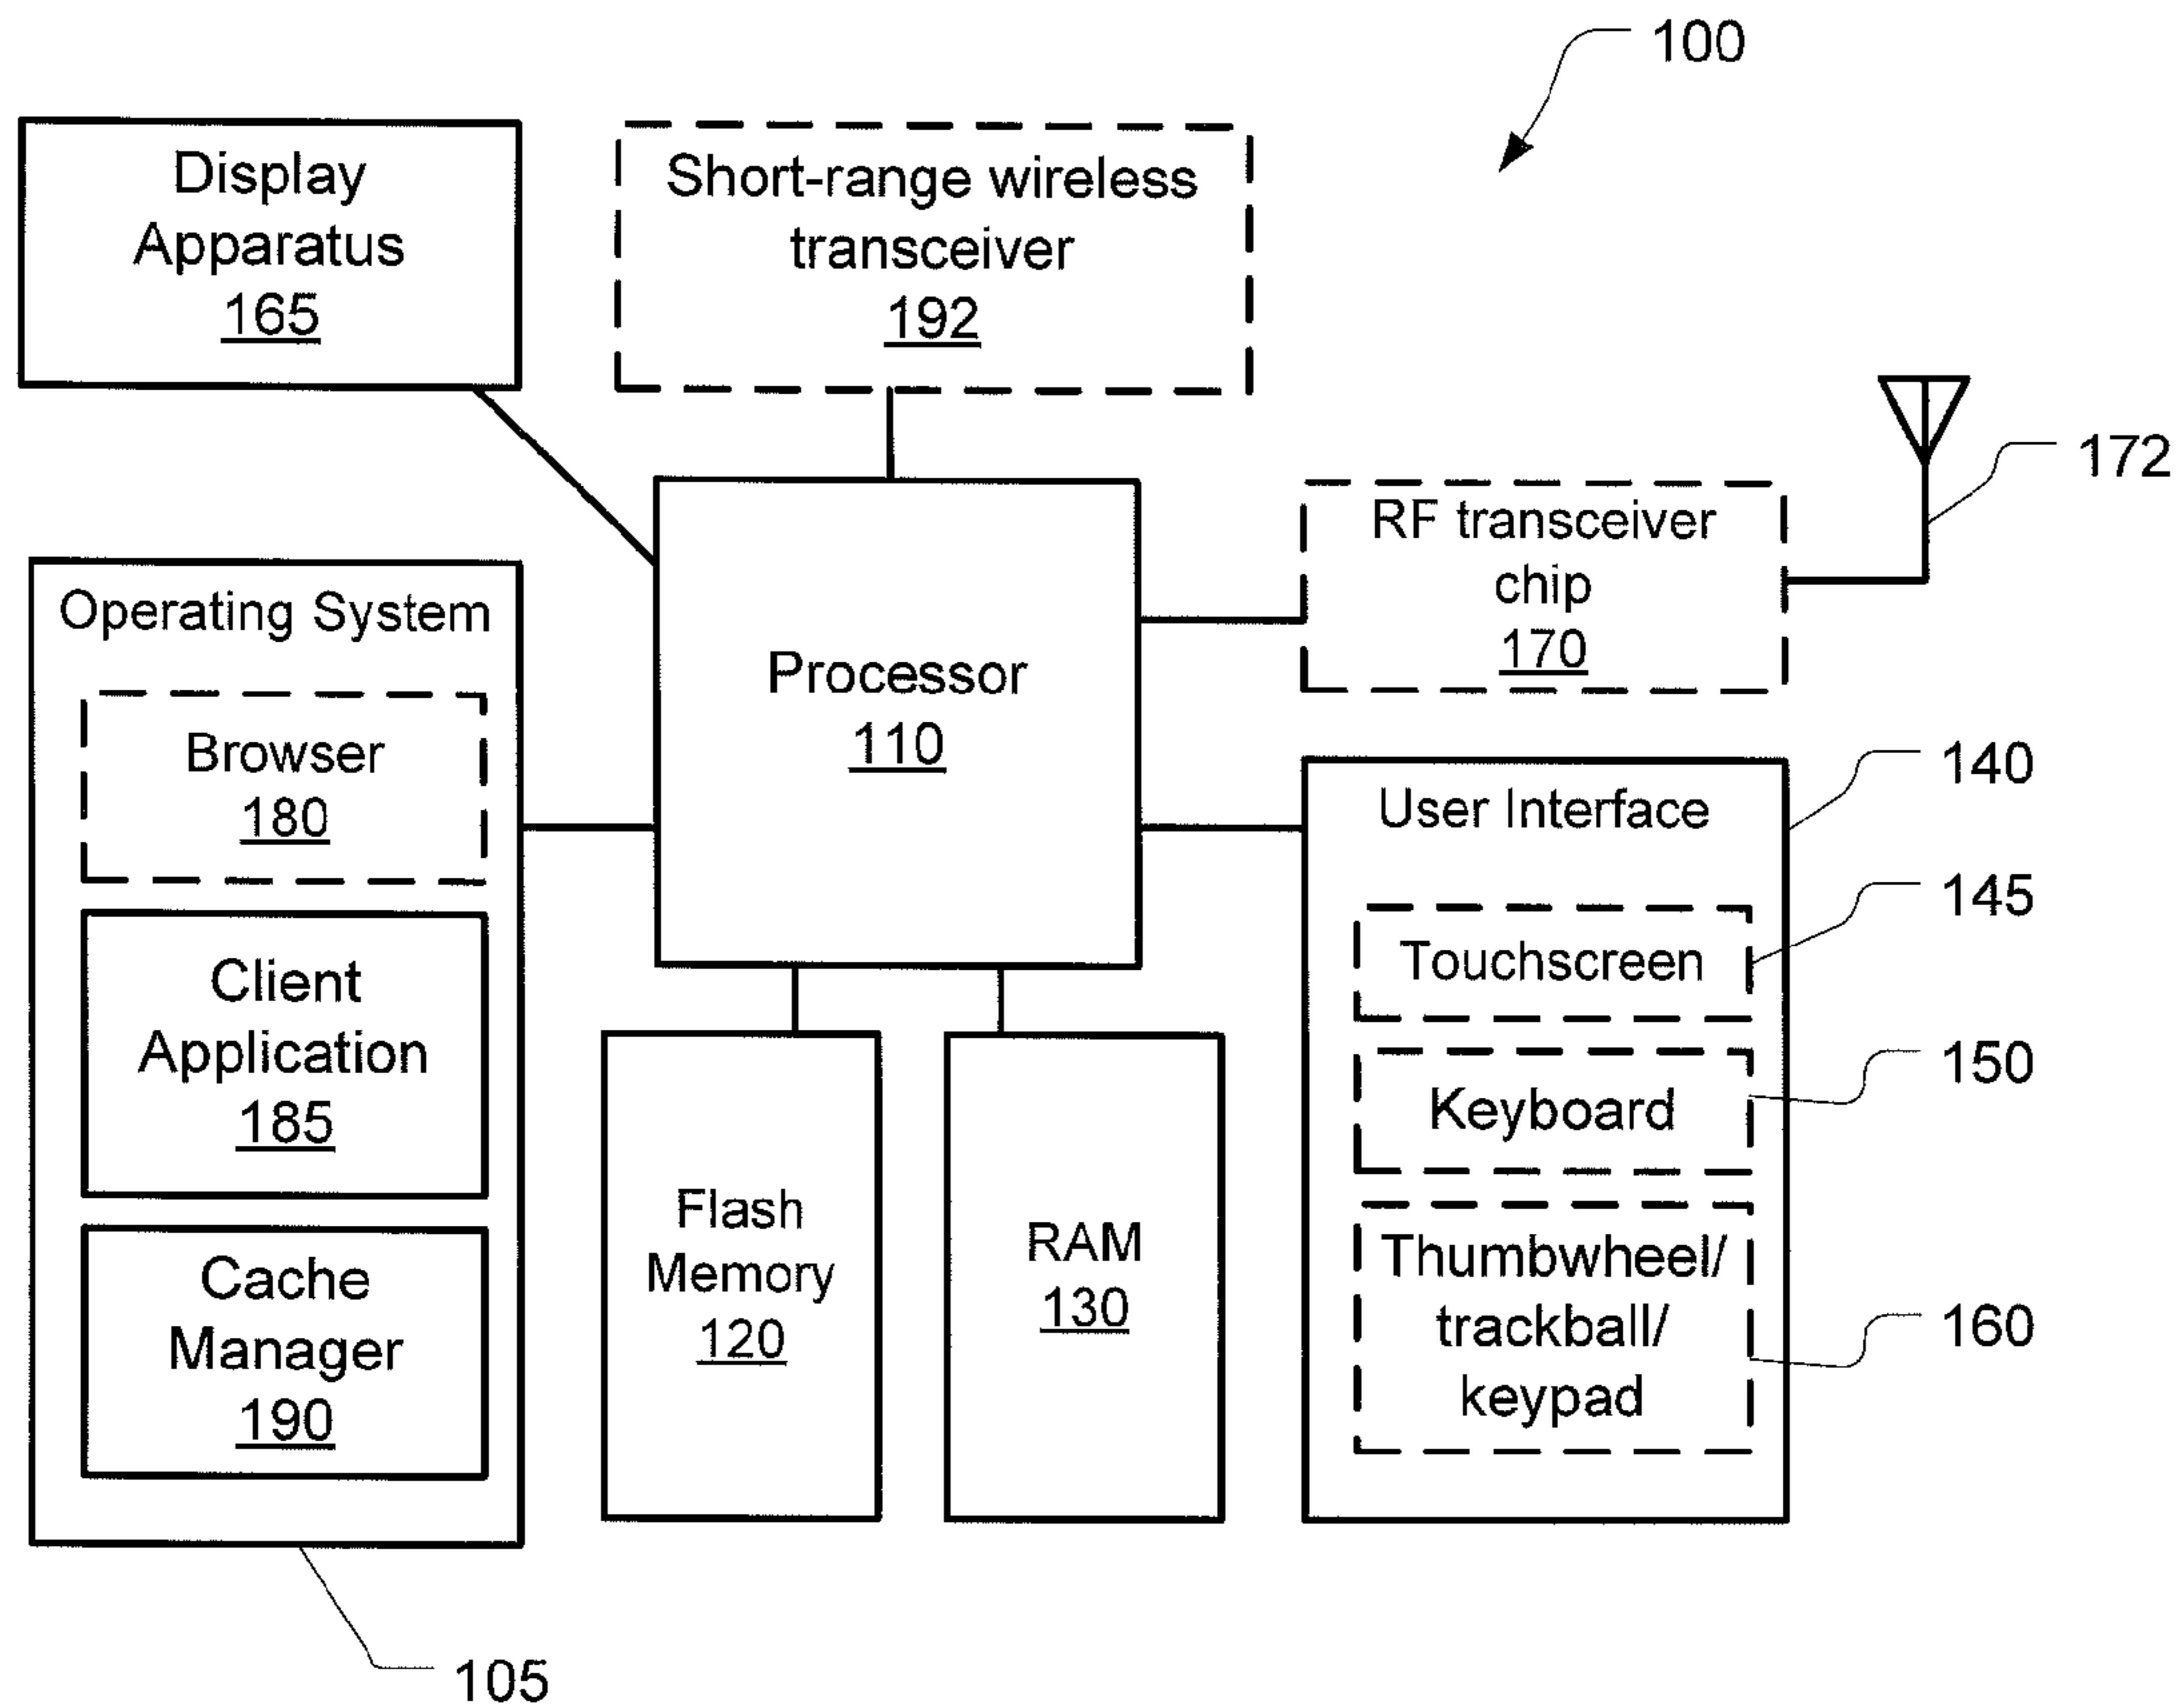 100
Display
Apparatus
165
Short-range wireless
transceiver
192
172
RF transceiver
chip
170
Operating System
Browser
180
Client
Application
185
Cache
Manager
190
105
Processor
110
Flash
Memory
120
RAM
130
User Interface
140
Touchscreen
145
Keyboard
150
Thumbwheel/
trackball/
keypad
160